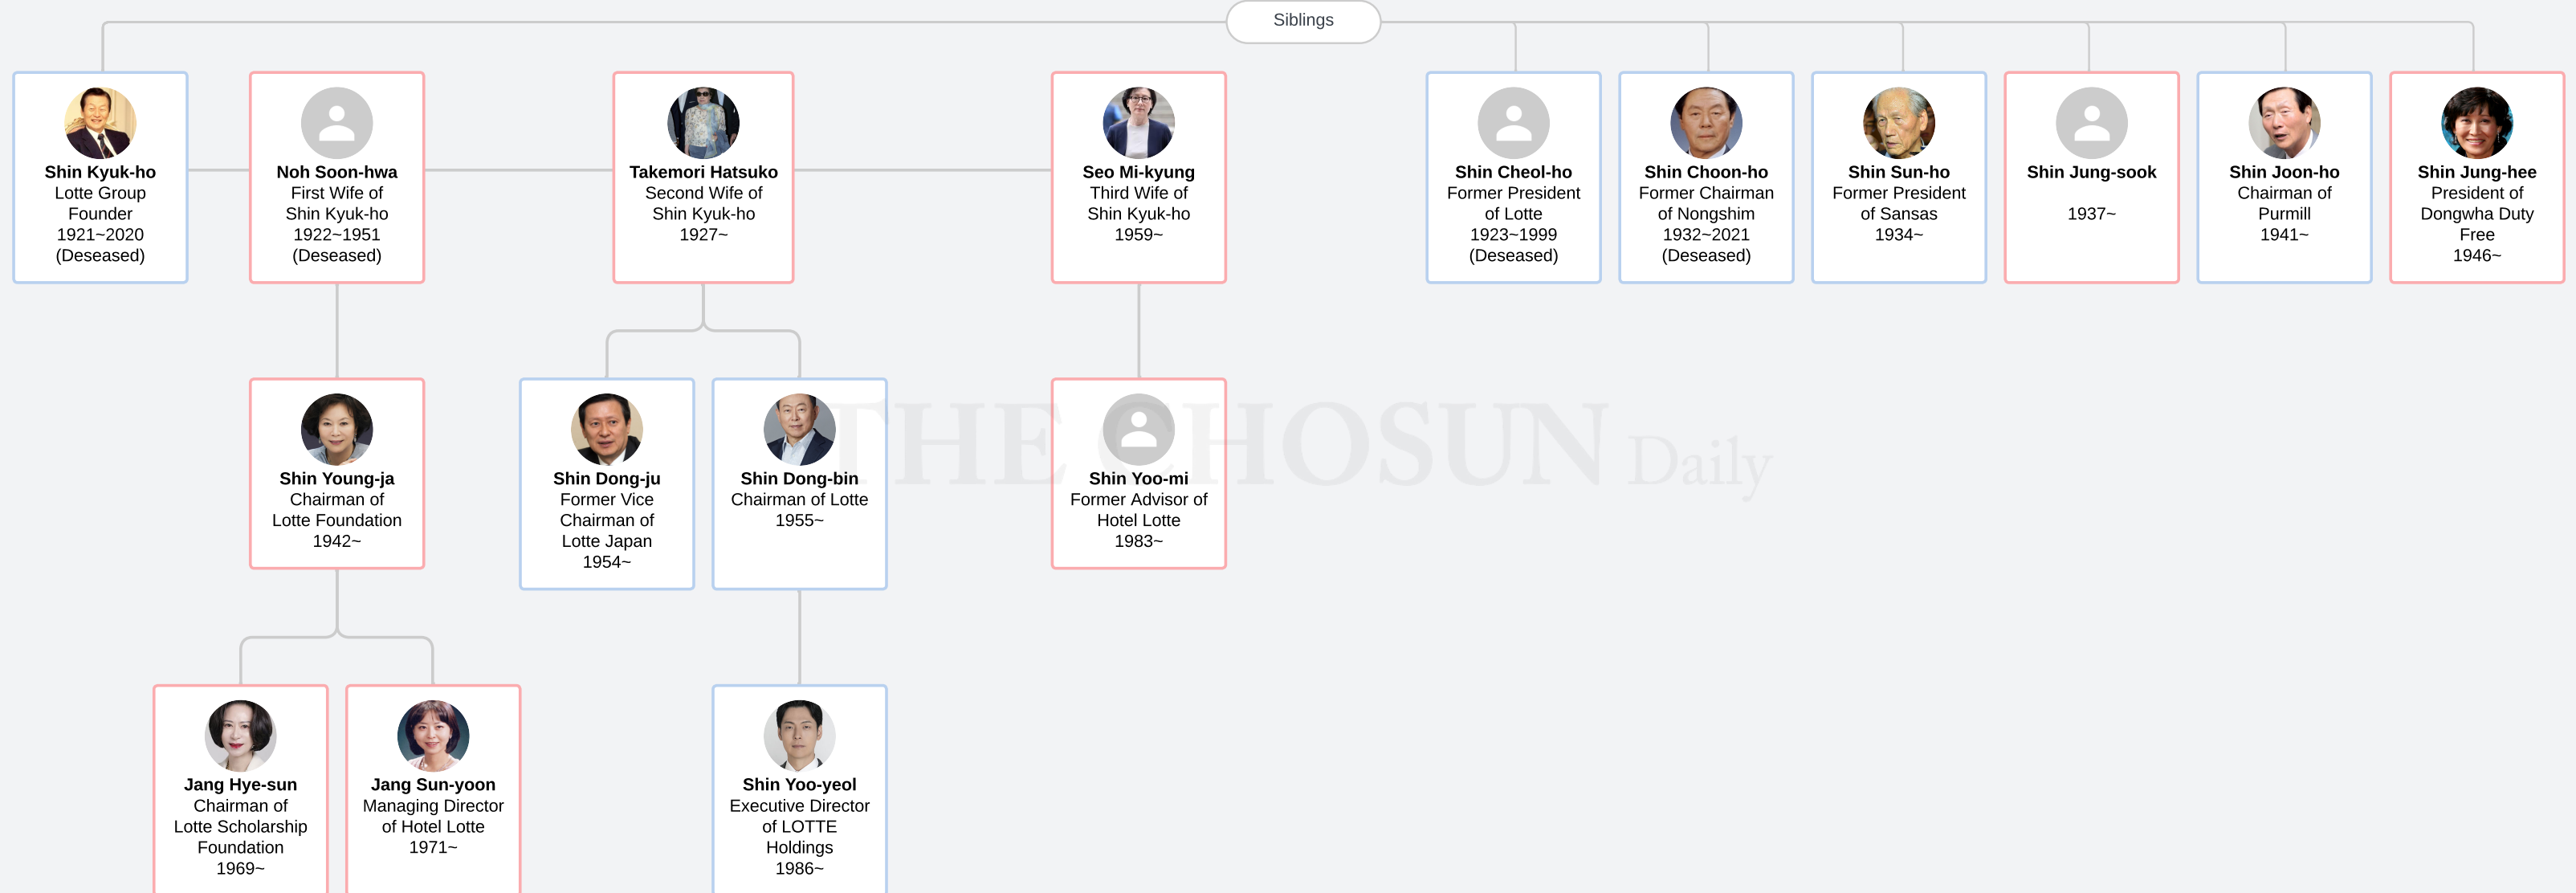 Siblings
Shin Kyuk-ho
Lotte Group
Founder
1921~2020
(Deseased)
Noh Soon-hwa
First Wife of
Shin Kyuk-ho
1922~1951
(Deseased)
Takemori Hatsuko
Second Wife of
Shin Kyuk-ho
1927~
Seo Mi-kyung
Third Wife of
Shin Kyuk-ho
1959~
Shin Cheol-ho
Former President
of Lotte
1923~1999
(Deseased)
Shin Choon-ho
Former Chairman
of Nongshim
1932~2021
(Deseased)
Shin Sun-ho
Former President
of Sansas
1934~
Shin Jung-sook
1937~
Shin Joon-ho
Chairman of
Purmill
1941~
Shin Jung-hee
President of
Dongwha Duty
Free
1946~
Shin Young-ja
Chairman of
Lotte Foundation
1942~
Shin Dong-ju
Former Vice
Chairman of
Lotte Japan
1954~
Shin Dong-bin
Chairman of Lotte
1955~
Shin Yoo-mi
Former Advisor of
Hotel Lotte
1983~
THE CHOSUN Daily
Jang Hye-sun
Chairman of
Lotte Scholarship
Foundation
1969~
Jang Sun-yoon
Managing Director
of Hotel Lotte
1971~
Shin Yoo-yeol
Executive Director
of LOTTE
Holdings
1986~